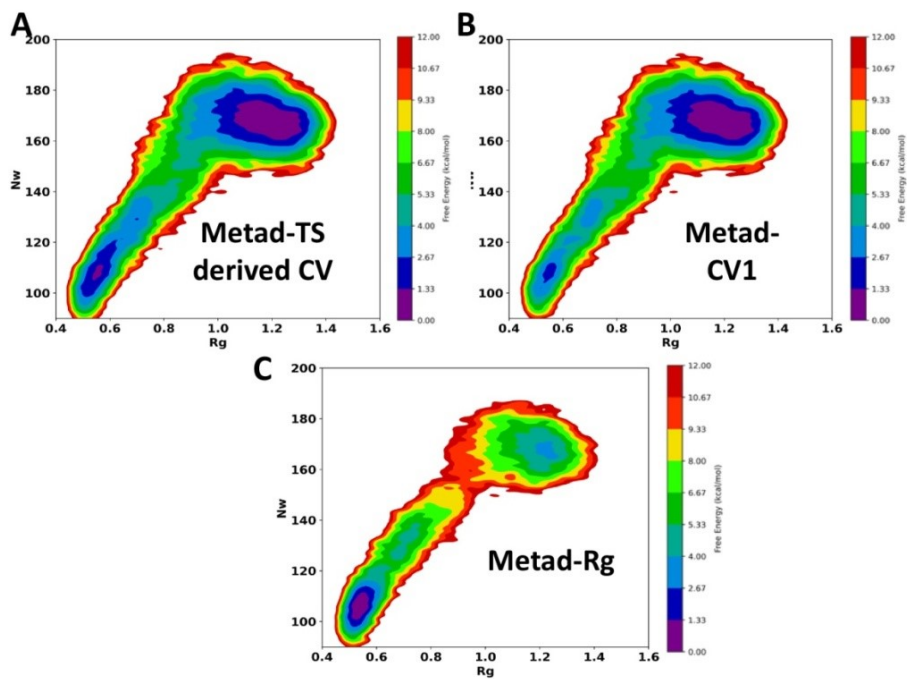 A
200
180
160
140
120
100
Nw
0.4 0.6 0.8 1.0 1.2 1.4 1.6
Rg
Metad-TS
derived CV
12.00
10.67
9.33
8.00
6.67
5.33
4.00
2.67
1.33
0.00
Free Energy (kcal/mol)
B
200
180
160
140
120
100
0.4 0.6 0.8 1.0 1.2 1.4 1.6
Rg
Metad-
CV1
12.00
10.67
9.33
8.00
6.67
5.33
4.00
2.67
1.33
0.00
Free Energy (kcal/mol)
C
200
180
160
140
120
100
Nw
0.4 0.6 0.8 1.0 1.2 1.4 1.6
Rg
Metad-Rg
12.00
10.67
9.33
8.00
6.67
5.33
4.00
2.67
1.33
0.00
Free Energy (kcal/mol)